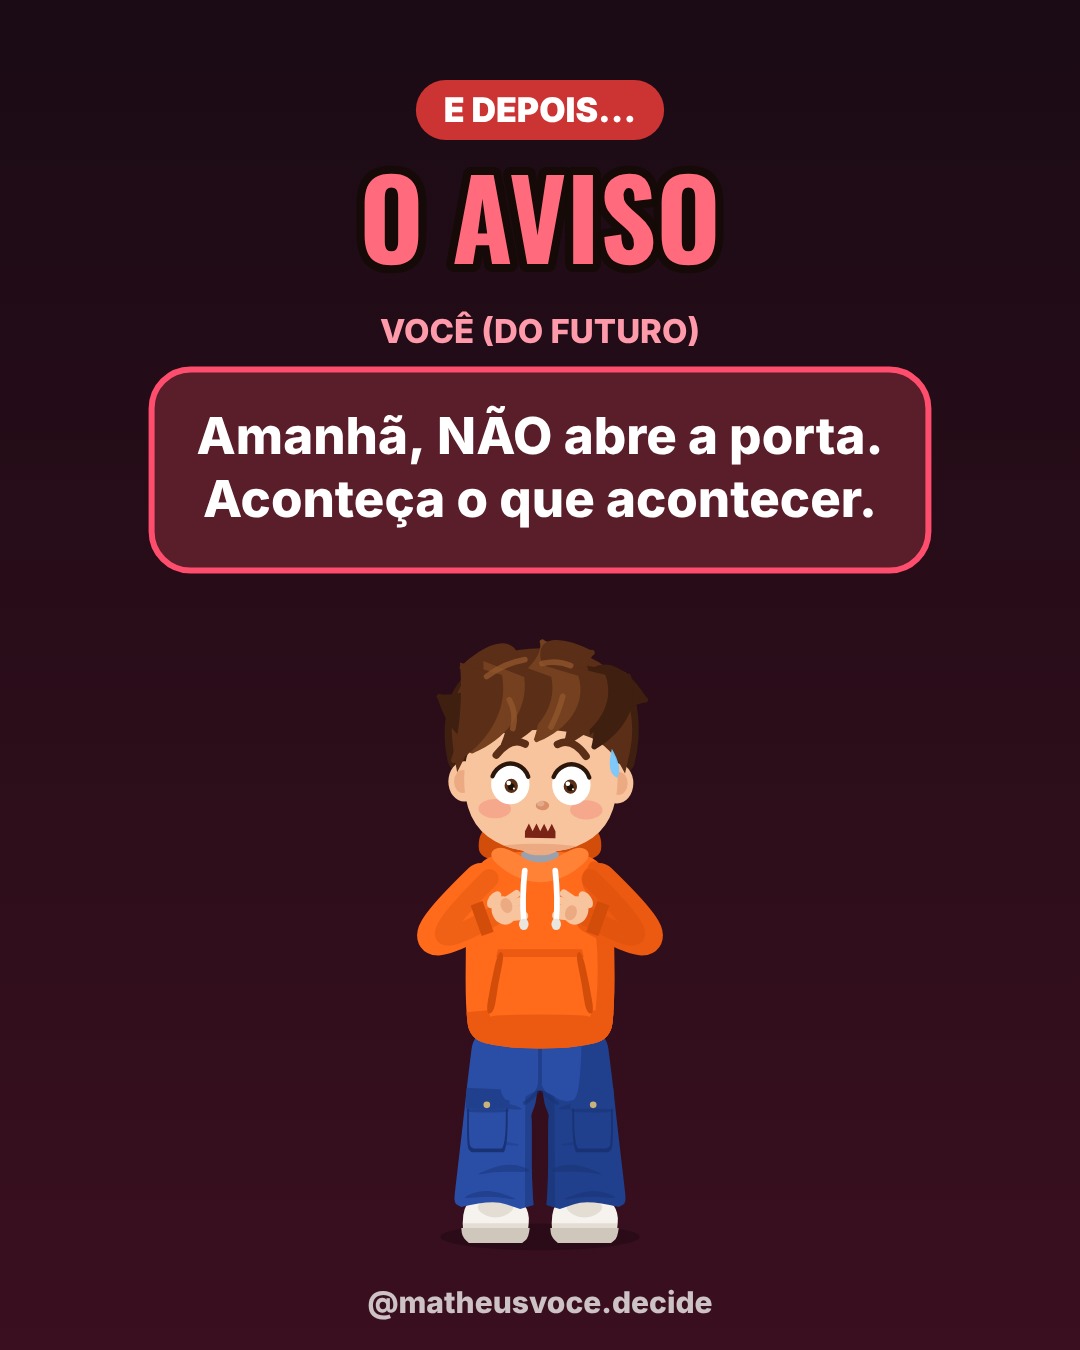 E DEPOIS...
O AVISO
VOCÊ (DO FUTURO)
Amanhã, NÃO abre a porta.
Aconteça o que acontecer.
@matheusvoce.decide